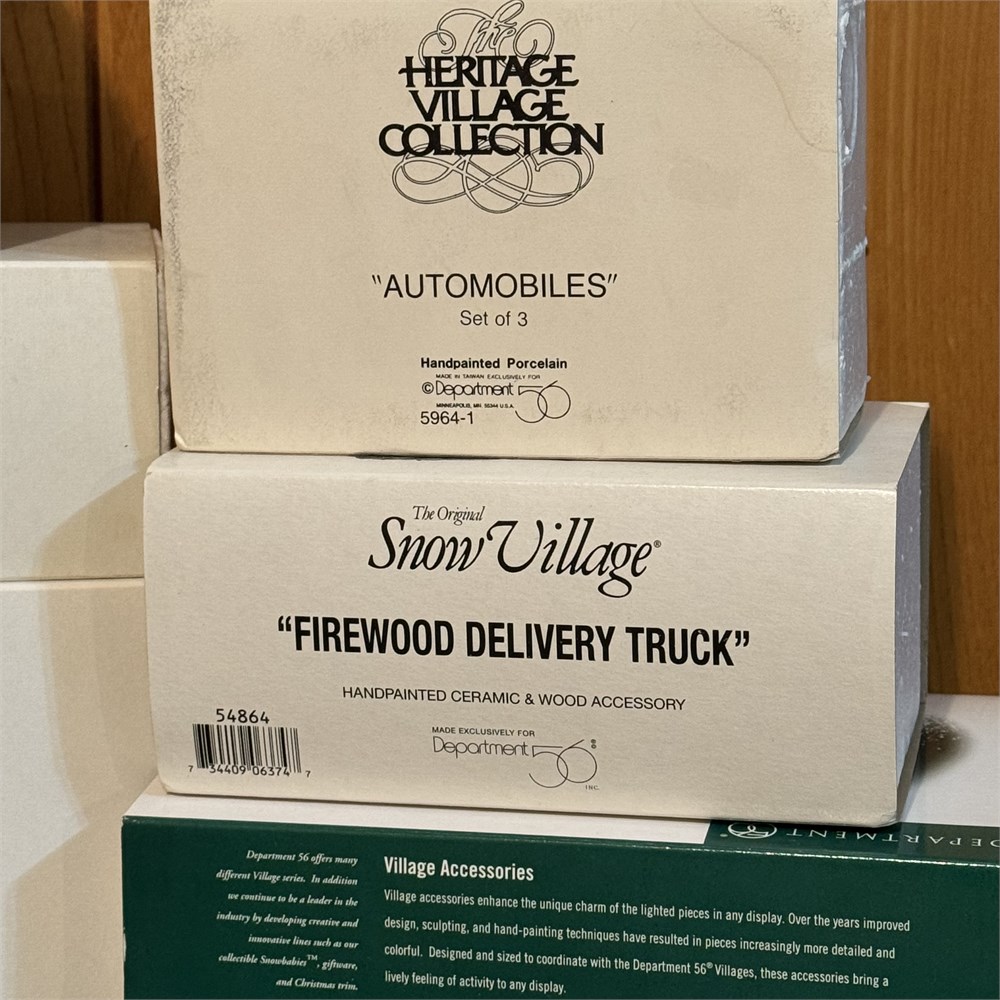 The
HERITAGE
VILLAGE
COLLECTION
"AUTOMOBILES"
Set of 3
Handpainted Porcelain
MADE IN TAIWAN EXCLUSIVELY FOR
©Department 56
MINNEAPOLIS, MN. 55344 U.S.A.
5964-1
The Original
Snow Village®
“FIREWOOD DELIVERY TRUCK”
HANDPAINTED CERAMIC & WOOD ACCESSORY
54864
7 34409 06374 7
MADE EXCLUSIVELY FOR
Department 56®
INC.
DEPARTMENT
Department 56 offers many
different Village series. In addition
we continue to be a leader in the
industry by developing creative and
innovative lines such as our
collectible Snowbabies™, giftware,
and Christmas trim.
Village Accessories
Village accessories enhance the unique charm of the lighted pieces in any display. Over the years improved
design, sculpting, and hand-painting techniques have resulted in pieces increasingly more detailed and
colorful. Designed and sized to coordinate with the Department 56® Villages, these accessories bring a
lively feeling of activity to any display.